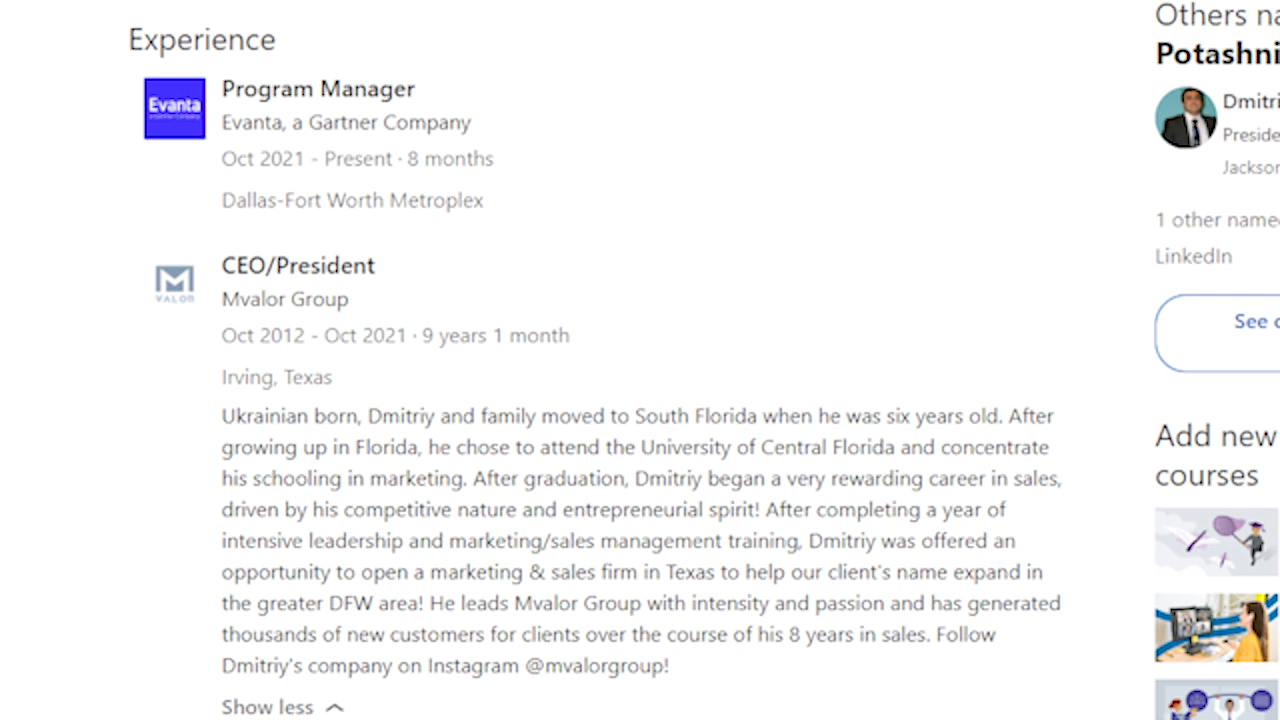 Experience
Evanta
Program Manager
Evanta, a Gartner Company
Oct 2021 - Present · 8 months
Dallas-Fort Worth Metroplex
M
VALOR
CEO/President
Mvalor Group
Oct 2012 - Oct 2021 · 9 years 1 month
Irving, Texas
Ukrainian born, Dmitriy and family moved to South Florida when he was six years old. After
growing up in Florida, he chose to attend the University of Central Florida and concentrate
his schooling in marketing. After graduation, Dmitriy began a very rewarding career in sales,
driven by his competitive nature and entrepreneurial spirit! After completing a year of
intensive leadership and marketing/sales management training, Dmitriy was offered an
opportunity to open a marketing & sales firm in Texas to help our client's name expand in
the greater DFW area! He leads Mvalor Group with intensity and passion and has generated
thousands of new customers for clients over the course of his 8 years in sales. Follow
Dmitriy's company on Instagram @mvalorgroup!
Show less
Others na
Potashni
Dmitri
Preside
Jackson
1 other name
LinkedIn
See
Add new
courses